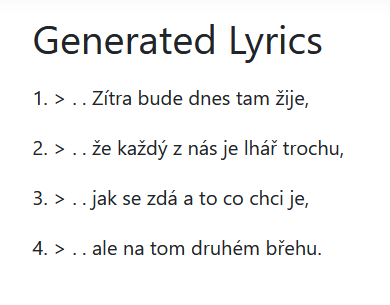 Generated Lyrics
1. > . . Zítra bude dnes tam žije,
2. > . . že každý z nás je lhář trochu,
3. > . . jak se zdá a to co chci je,
4. > . . ale na tom druhém břehu.